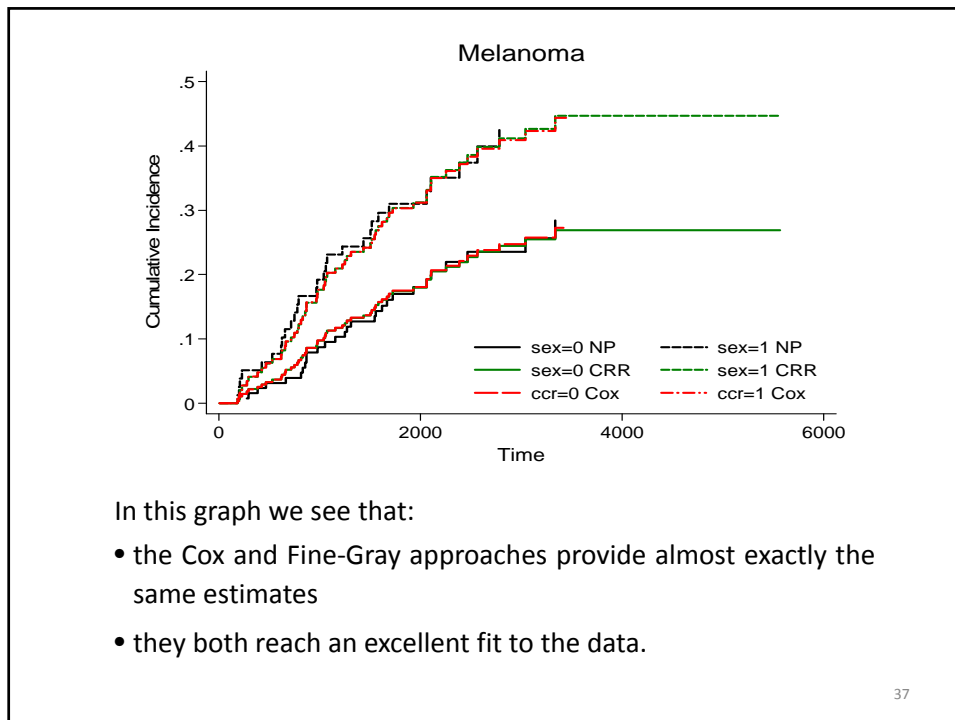 Melanoma
.5
.4
.3
.2
.1
0
Cumulative Incidence
sex=0 NP
sex=1 NP
sex=0 CRR
sex=1 CRR
ccr=0 Cox
ccr=1 Cox
0
2000
4000
6000
Time
In this graph we see that:
• the Cox and Fine-Gray approaches provide almost exactly the
same estimates
• they both reach an excellent fit to the data.
37